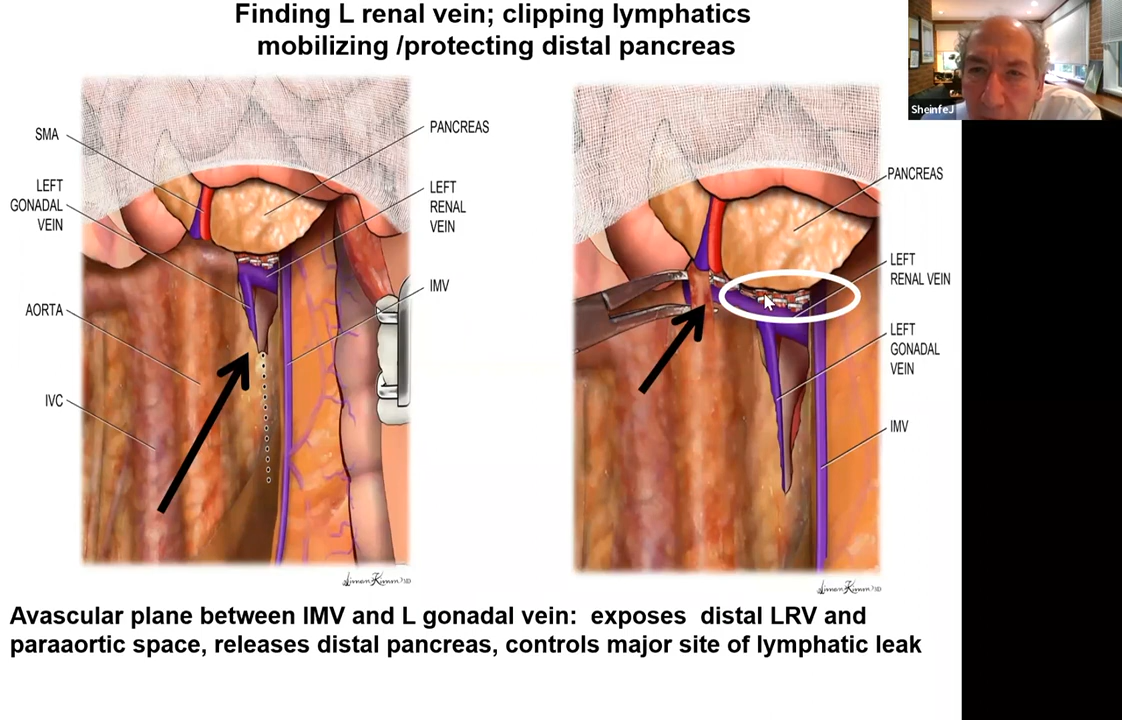 Finding L renal vein; clipping lymphatics
mobilizing /protecting distal pancreas
SheinfeJ
SMA
LEFT
GONADAL
VEIN
AORTA
IVC
PANCREAS
LEFT
RENAL
VEIN
IMV
PANCREAS
LEFT
RENAL VEIN
LEFT
GONADAL
VEIN
IMV
Avascular plane between IMV and L gonadal vein: exposes distal LRV and
paraaortic space, releases distal pancreas, controls major site of lymphatic leak